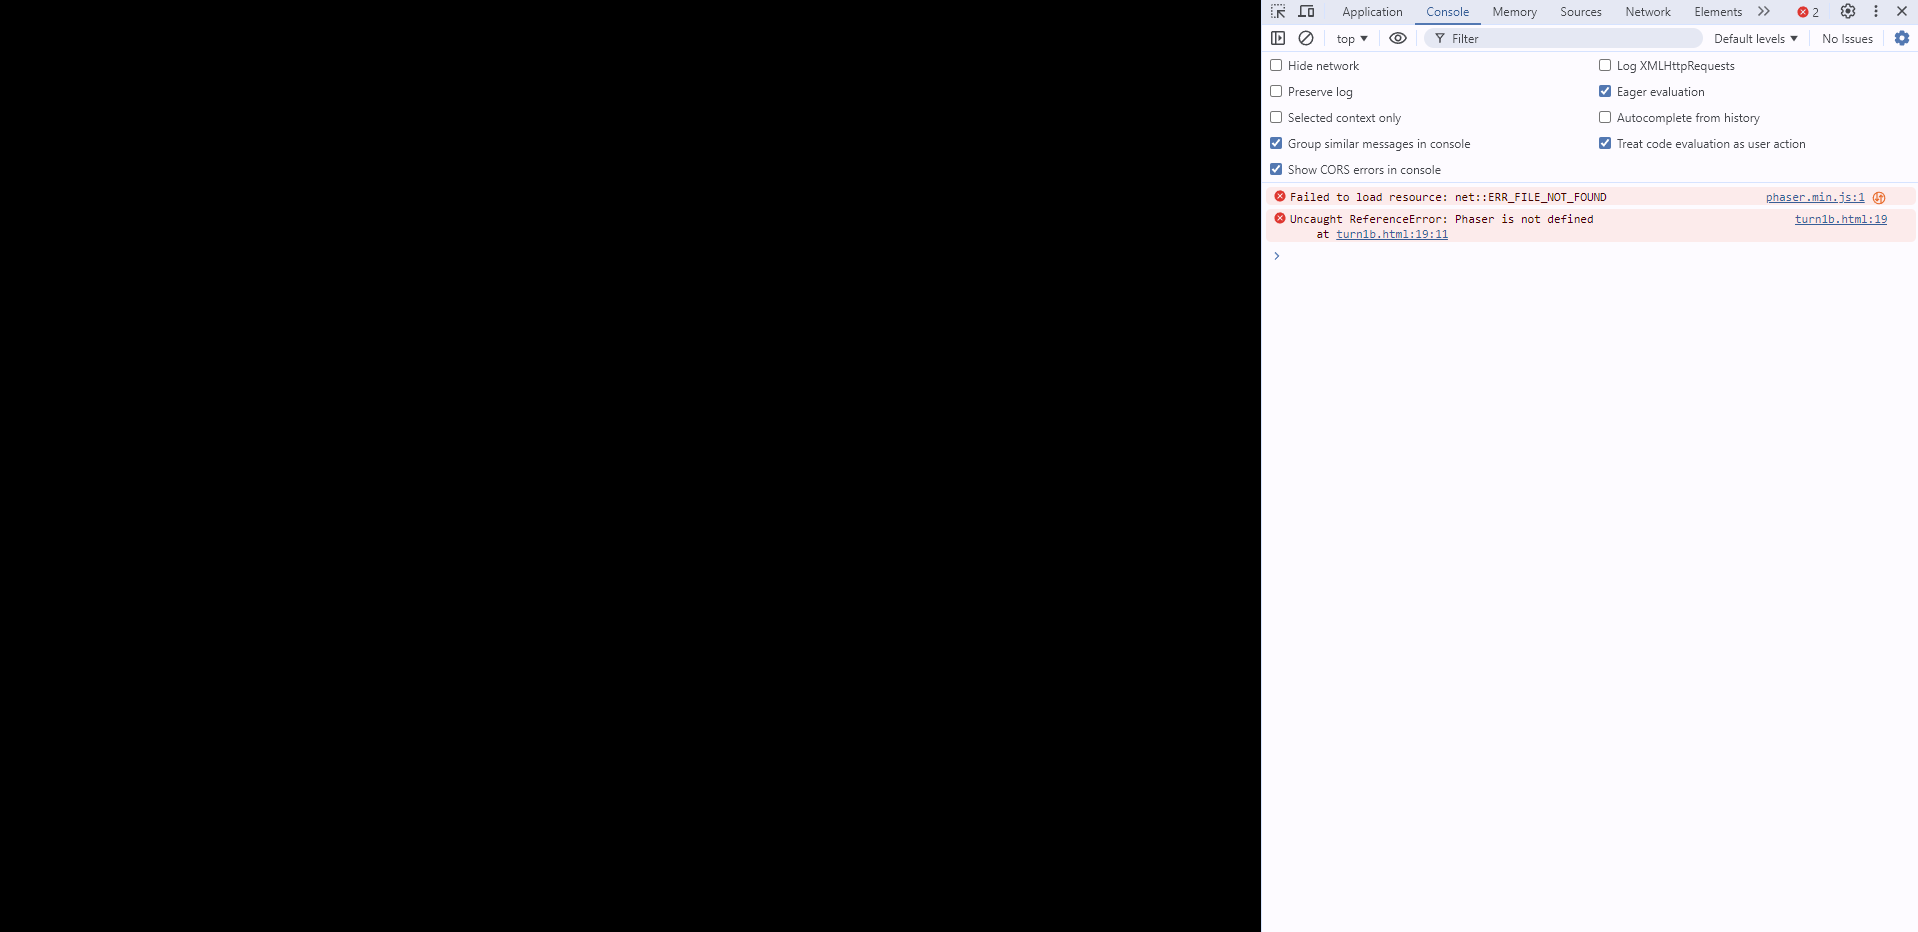 Application Console Memory Sources Network Elements 2
top Filter Default levels No Issues
Hide network Log XMLHttpRequests
Preserve log Eager evaluation
Selected context only Autocomplete from history
Group similar messages in console Treat code evaluation as user action
Show CORS errors in console
Failed to load resource: net::ERR_FILE_NOT_FOUND phaser.min.js:1
Uncaught ReferenceError: Phaser is not defined turn1b.html:19
at turn1b.html:19:11